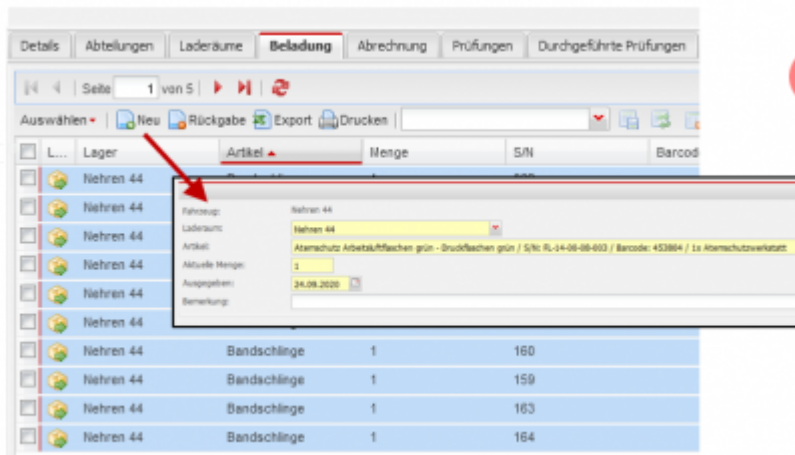 Details Abteilungen Laderäume Beladung Abrechnung Prüfungen Durchgeführte Prüfungen
Seite 1 von 5
Auswählen Neu Rückgabe Export Drucken
L... Lager Artikel Menge S/N Barcod
Nehren 44
Nehren 44
Nehren 44
Nehren 44
Nehren 44
Nehren 44
Fahrzeug: Nehren 44
Laderaum: Nehren 44
Artikel: Atemschutz Arbeitsluftflaschen grün - Druckflaschen grün / S/N: RL-14-08-08-003 / Barcode: 453864 / 1x Atemschutzwerkstatt
Aktuelle Menge: 1
Ausgegeben: 24.09.2020
Bemerkung:
Nehren 44 Bandschlinge 1 160
Nehren 44 Bandschlinge 1 159
Nehren 44 Bandschlinge 1 163
Nehren 44 Bandschlinge 1 164